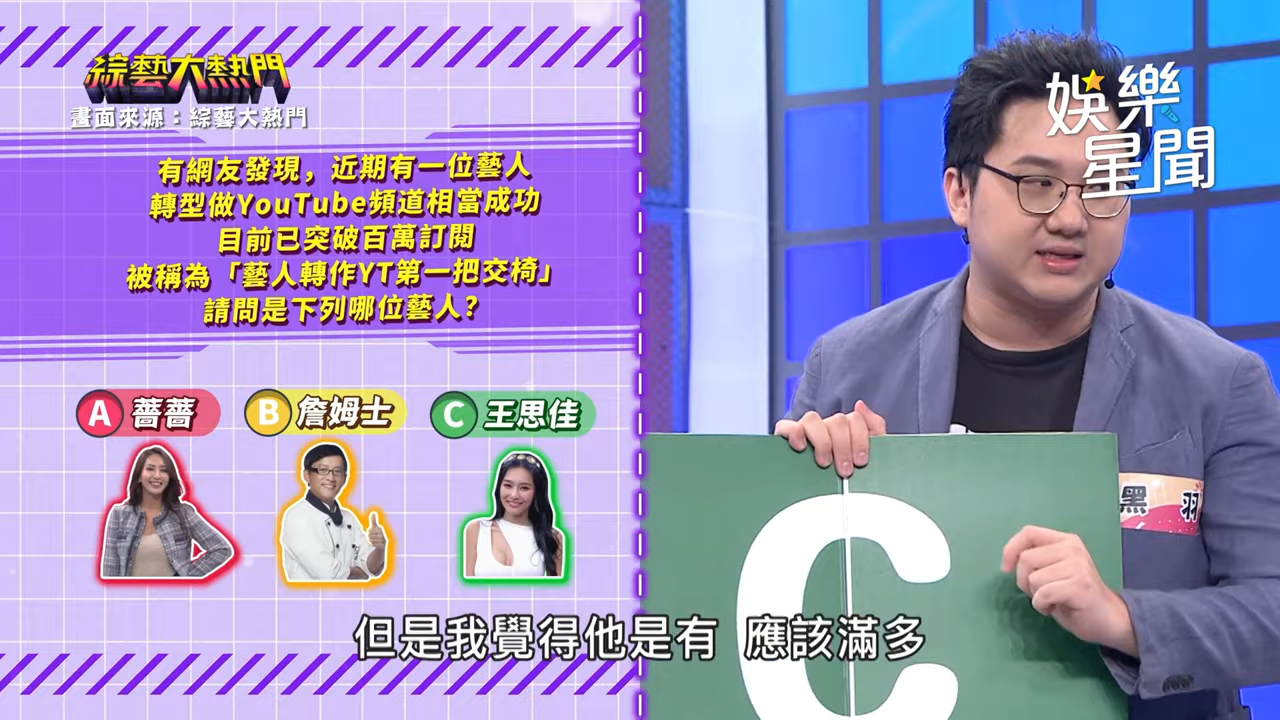 綜藝大熱門
畫面來源：綜藝大熱門
娛樂
星聞
有網友發現，近期有一位藝人
轉型做YouTube頻道相當成功
目前已突破百萬訂閱
被稱為「藝人轉作YT第一把交椅」
請問是下列哪位藝人?
A 薔薔
B 詹姆士
C 王思佳
黑 羽
C
但是我覺得他是有 應該滿多